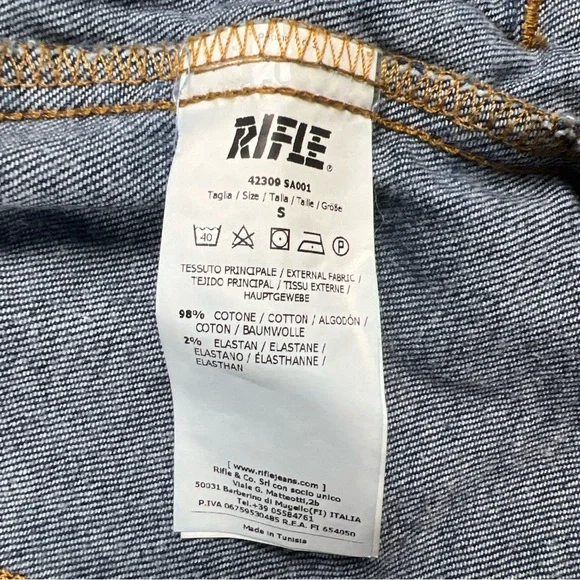 RIFLE®
42309 SA001
Taglia / Size / Talla / Taille / Größe
S
40 P
TESSUTO PRINCIPALE / EXTERNAL FABRIC /
TEJIDO PRINCIPAL / TISSU EXTERNE /
HAUPTGEWEBE
98% COTONE / COTTON / ALGODÓN /
COTON / BAUMWOLLE
2% ELASTAN / ELASTANE /
ELASTANO / ÉLASTHANNE /
ELASTHAN
[ www.riflejeans.com ]
Rifle & Co. Srl con socio unico
Viale G. Matteotti,2b
50031 Barberino di Mugello(FI) ITALIA
Tel.+39 05584761
P.IVA 06759530485 R.E.A. FI 654050
Made in Tunisia